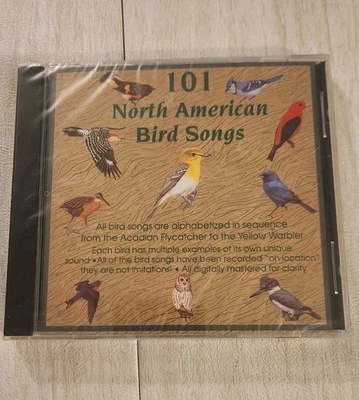 101
North American
Bird Songs
All bird songs are alphabetized in sequence
from the Acadian Flycatcher to the Yellow Warbler
Each bird has multiple examples of its own unique
sound • All of the bird songs have been recorded "on-location"
they are not imitations! • All digitally mastered for clarity